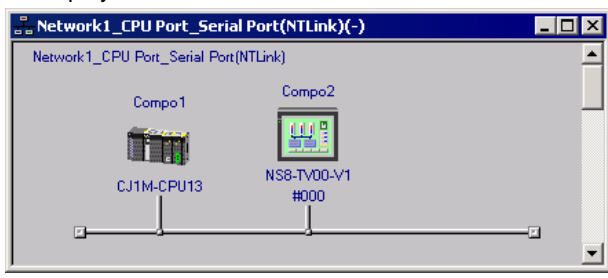 Network1_CPU Port_Serial Port(NTLink)(-)
Network1_CPU Port_Serial Port(NTLink)
Compo1
Compo2
CJ1M-CPU13
NS8-TV00-V1
#000